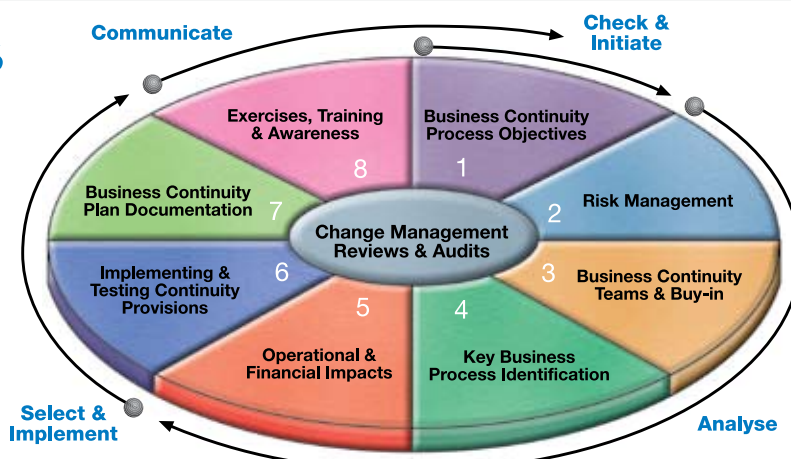 Communicate
Check &
Initiate
Exercises, Training
& Awareness
8
Business Continuity
Process Objectives
1
Business Continuity
Plan Documentation
7
2
Risk Management
Change Management
Reviews & Audits
Implementing &
Testing Continuity
Provisions
6
3
Business Continuity
Teams & Buy-in
5
Operational &
Financial Impacts
4
Key Business
Process Identification
Select &
Implement
Analyse